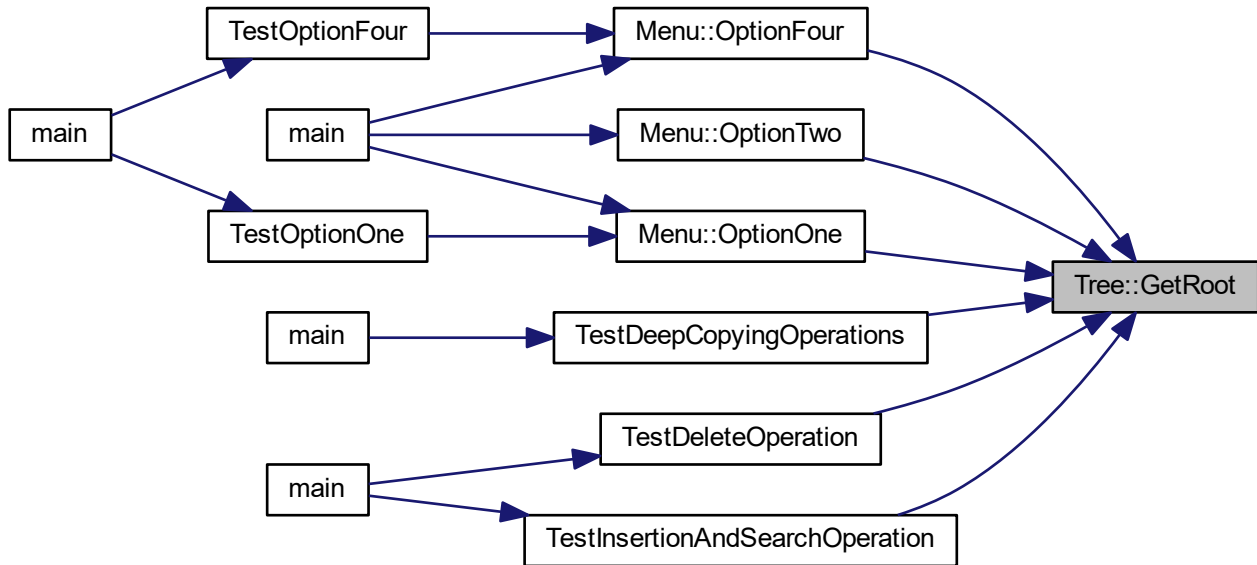 TestOptionFour
Menu::OptionFour
main
main
Menu::OptionTwo
TestOptionOne
Menu::OptionOne
Tree::GetRoot
main
TestDeepCopyingOperations
TestDeleteOperation
main
TestInsertionAndSearchOperation